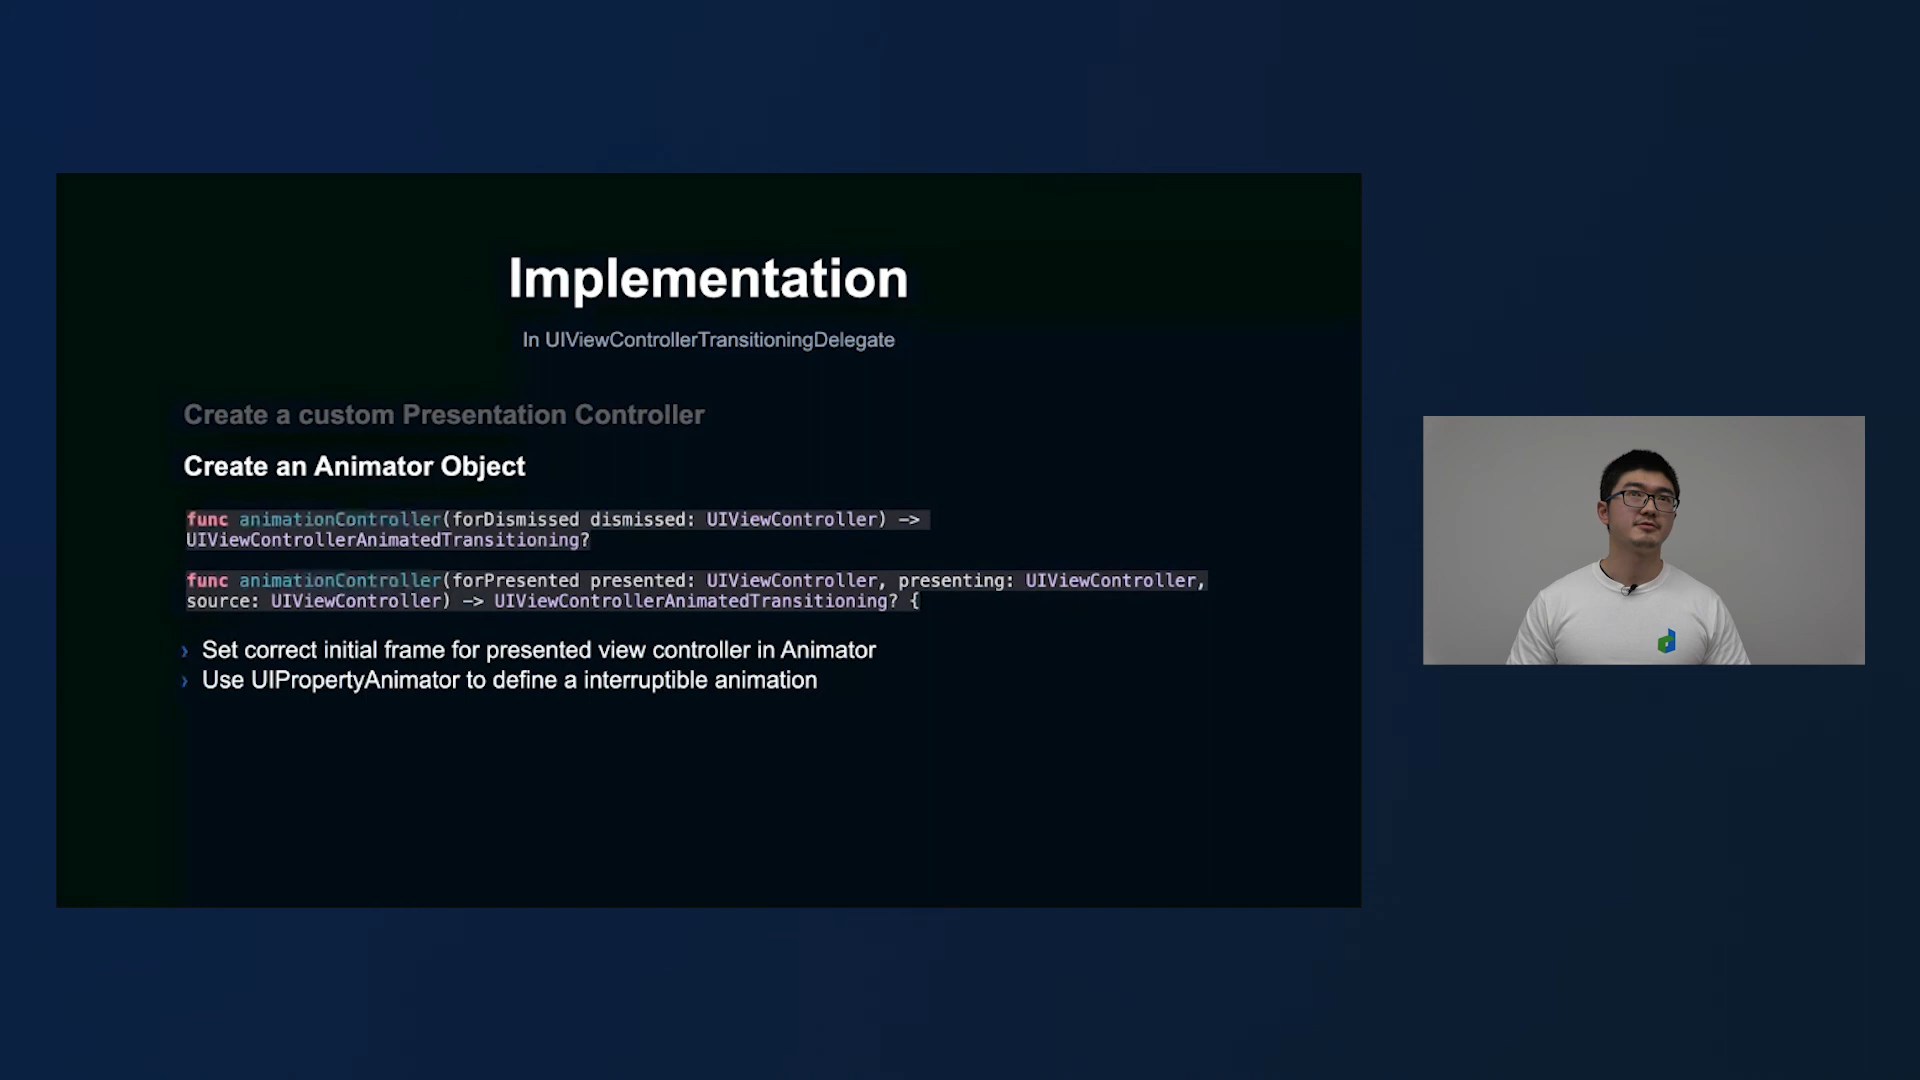 Implementation
In UIViewControllerTransitioningDelegate
Create a custom Presentation Controller
Create an Animator Object
func animationController(forDismissed dismissed: UIViewController) ->
UIViewControllerAnimatedTransitioning?
func animationController(forPresented presented: UIViewController, presenting: UIViewController,
source: UIViewController) -> UIViewControllerAnimatedTransitioning? {
› Set correct initial frame for presented view controller in Animator
› Use UIPropertyAnimator to define a interruptible animation